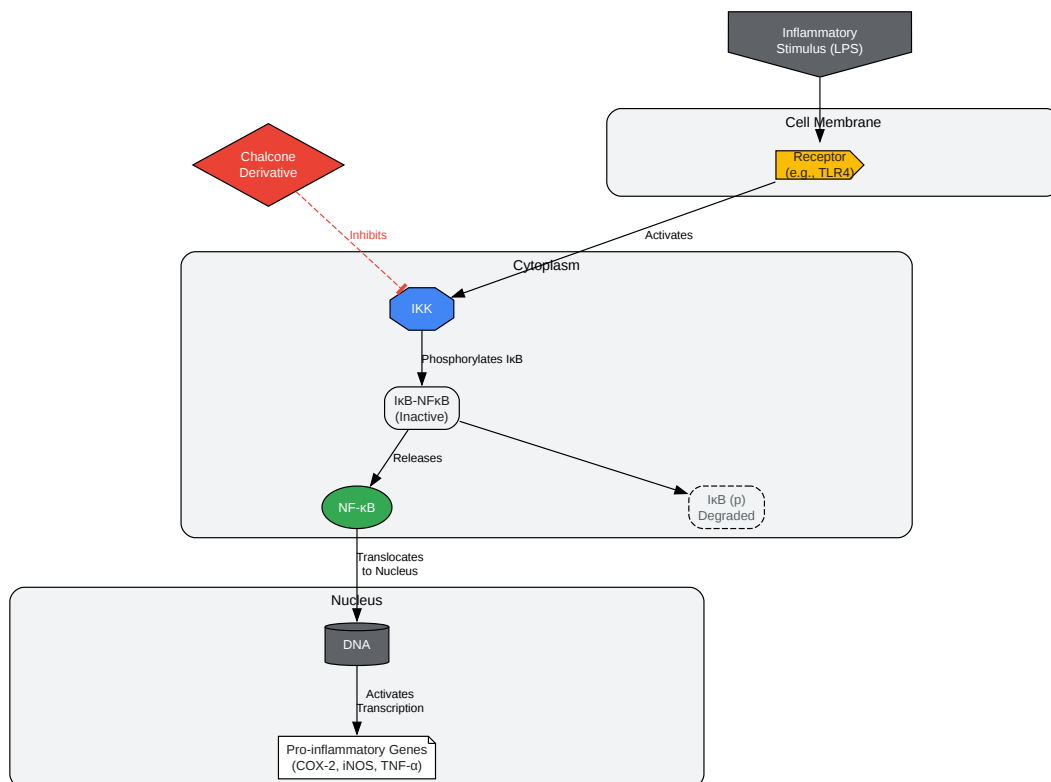 Inflammatory
Stimulus (LPS)
Cell Membrane
Receptor
(e.g., TLR4)
Chalcone
Derivative
Inhibits
Activates
Cytoplasm
IKK
Phosphorylates IκB
IκB-NFκB
(Inactive)
Releases
NF-κB
IκB (p)
Degraded
Translocates
to Nucleus
Nucleus
DNA
Activates
Transcription
Pro-inflammatory Genes
(COX-2, iNOS, TNF-α)